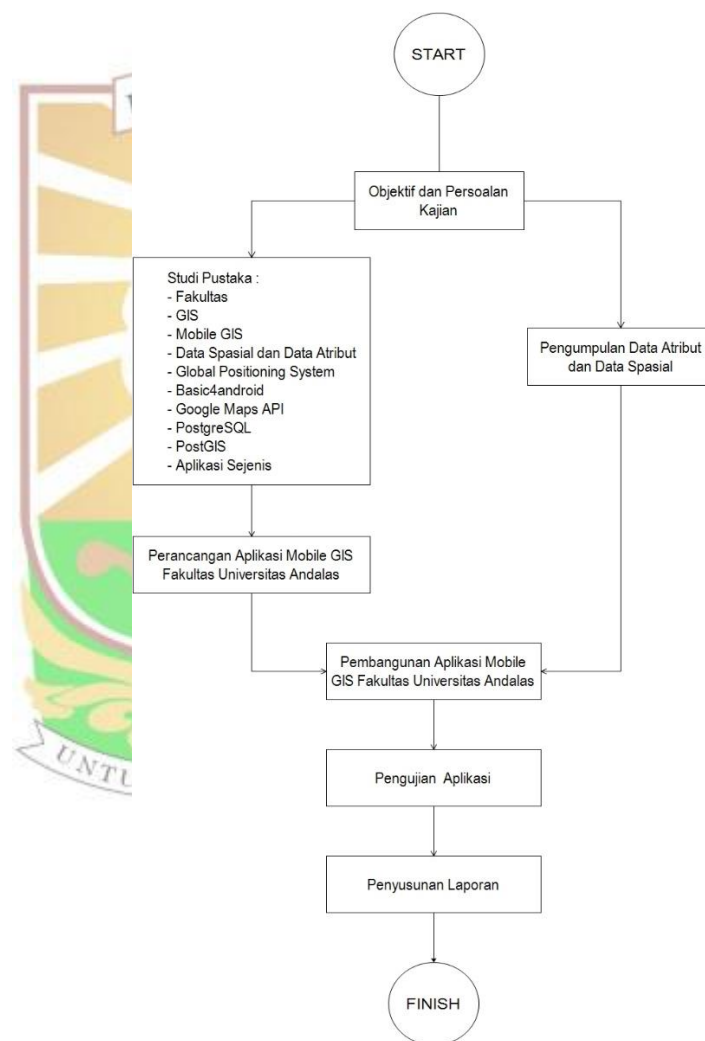 START
Objektif dan Persoalan
Kajian
Studi Pustaka :
- Fakultas
- GIS
- Mobile GIS
- Data Spasial dan Data Atribut
- Global Positioning System
- Basic4android
- Google Maps API
- PostgreSQL
- PostGIS
- Aplikasi Sejenis
Pengumpulan Data Atribut
dan Data Spasial
Perancangan Aplikasi Mobile GIS
Fakultas Universitas Andalas
Pembangunan Aplikasi Mobile
GIS Fakultas Universitas Andalas
Pengujian Aplikasi
Penyusunan Laporan
FINISH